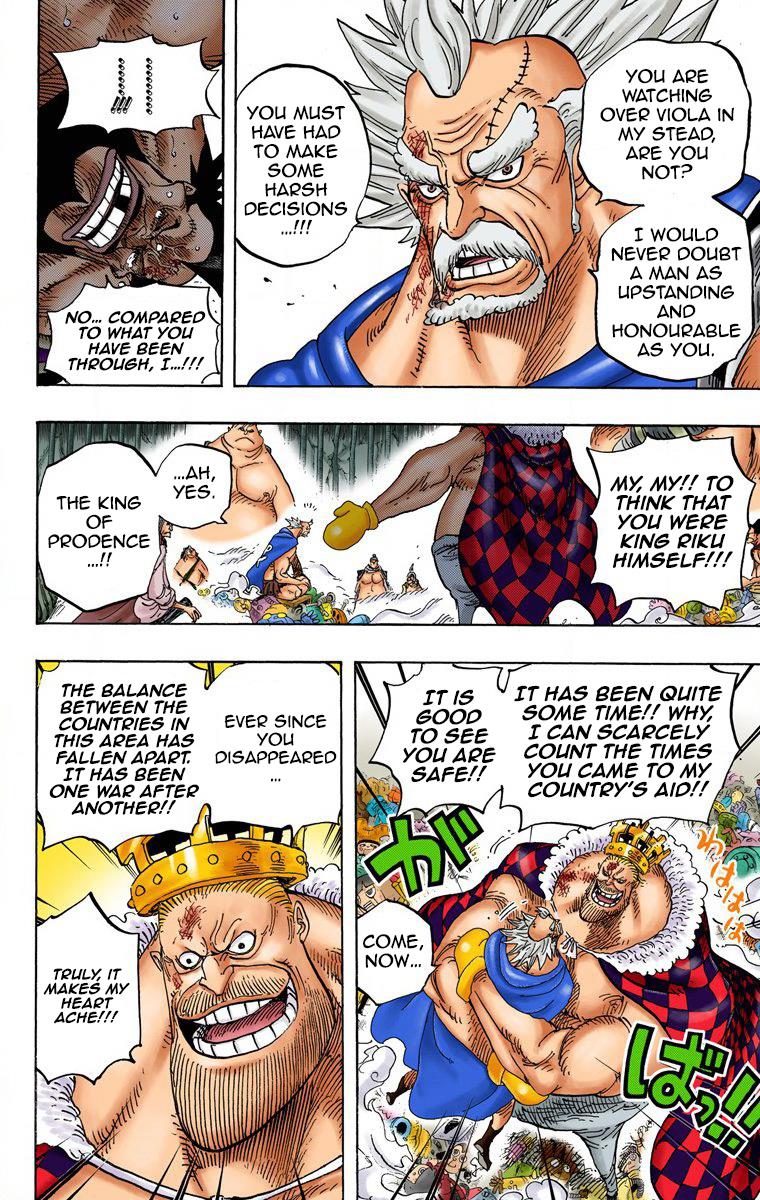 YOU ARE
WATCHING
OVER VIOLA IN
MY STEAD,
ARE YOU
NOT?
I WOULD
NEVER DOUBT
A MAN AS
UPSTANDING
AND
HONOURABLE
AS YOU.
YOU MUST
HAVE HAD
TO MAKE
SOME
HARSH
DECISIONS
...!!!
......!!!
NO... COMPARED
TO WHAT YOU
HAVE BEEN
THROUGH, I...!!!
MY, MY!! TO
THINK THAT
YOU WERE
KING RIKU
HIMSELF!!!
...AH,
YES.
THE KING
OF
PRODENCE
...!!
IT HAS BEEN QUITE
SOME TIME!! WHY,
I CAN SCARCELY
COUNT THE TIMES
YOU CAME TO MY
COUNTRY'S AID!!
IT IS
GOOD
TO SEE
YOU ARE
SAFE!!
わはははは
ガ
ばっ!!
COME,
NOW...
EVER SINCE
YOU
DISAPPEARED
...
THE BALANCE
BETWEEN THE
COUNTRIES IN
THIS AREA HAS
FALLEN APART.
IT HAS BEEN
ONE WAR AFTER
ANOTHER!!
TRULY, IT
MAKES MY
HEART
ACHE!!!